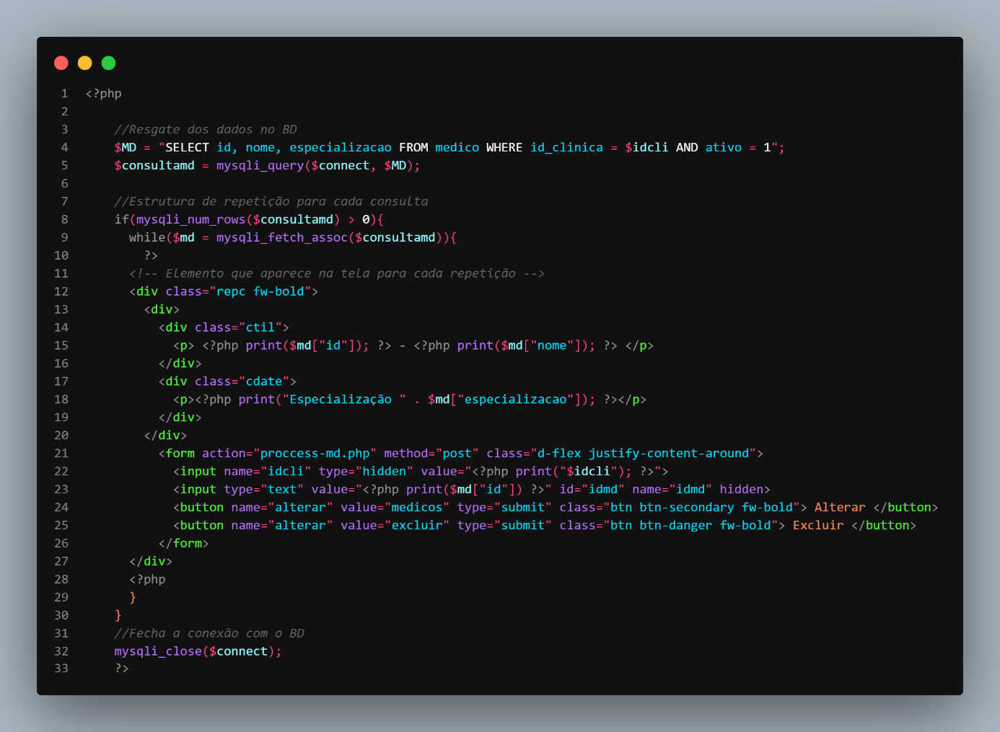 1 <?php
2
3 //Resgate dos dados no BD
4 $MD = "SELECT id, nome, especializacao FROM medico WHERE id_clinica = $idcli AND ativo = 1";
5 $consultamd = mysqli_query($connect, $MD);
6
7 //Estrutura de repetição para cada consulta
8 if(mysqli_num_rows($consultamd) > 0){
9 while($md = mysqli_fetch_assoc($consultamd)){
10 ?>
11 <!-- Elemento que aparece na tela para cada repetição -->
12 <div class="repc fw-bold">
13 <div>
14 <div class="ctil">
15 <p> <?php print($md["id"]); ?> - <?php print($md["nome"]); ?> </p>
16 </div>
17 <div class="cdate">
18 <p><?php print("Especialização " . $md["especializacao"]); ?></p>
19 </div>
20 </div>
21 <form action="proccess-md.php" method="post" class="d-flex justify-content-around">
22 <input name="idcli" type="hidden" value="<?php print("$idcli"); ?>">
23 <input type="text" value="<?php print($md["id"]) ?>" id="idmd" name="idmd" hidden>
24 <button name="alterar" value="medicos" type="submit" class="btn btn-secondary fw-bold"> Alterar </button>
25 <button name="alterar" value="excluir" type="submit" class="btn btn-danger fw-bold"> Excluir </button>
26 </form>
27 </div>
28 <?php
29 }
30 }
31 //Fecha a conexão com o BD
32 mysqli_close($connect);
33 ?>